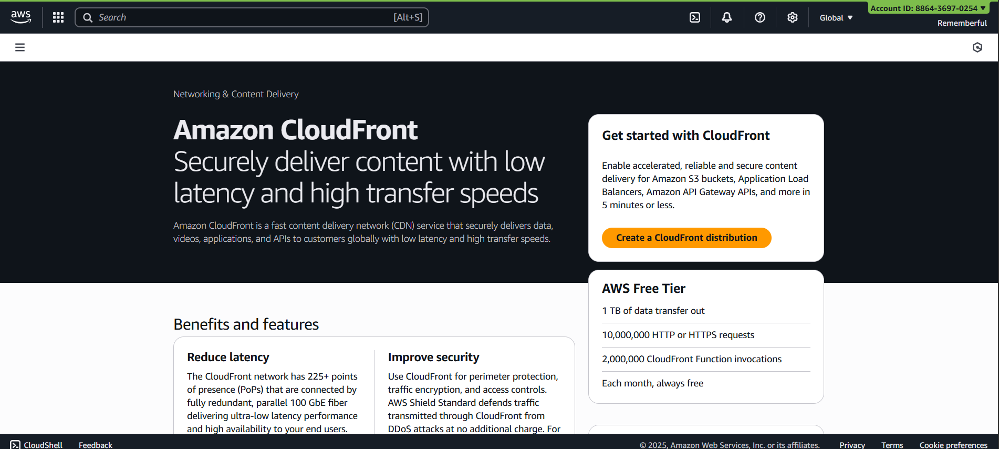 aws
Search
[Alt+S]
Global ▼
Account ID: 8864-3697-0254 ▼
Rememberful
Networking & Content Delivery
Amazon CloudFront
Securely deliver content with low
latency and high transfer speeds
Amazon CloudFront is a fast content delivery network (CDN) service that securely delivers data,
videos, applications, and APIs to customers globally with low latency and high transfer speeds.
Get started with CloudFront
Enable accelerated, reliable and secure content
delivery for Amazon S3 buckets, Application Load
Balancers, Amazon API Gateway APIs, and more in
5 minutes or less.
Create a CloudFront distribution
AWS Free Tier
1 TB of data transfer out
10,000,000 HTTP or HTTPS requests
2,000,000 CloudFront Function invocations
Each month, always free
Benefits and features
Reduce latency
The CloudFront network has 225+ points
of presence (PoPs) that are connected by
fully redundant, parallel 100 GbE fiber
delivering ultra-low latency performance
and high availability to your end users.
Improve security
Use CloudFront for perimeter protection,
traffic encryption, and access controls.
AWS Shield Standard defends traffic
transmitted through CloudFront from
DDoS attacks at no additional charge. For
CloudShell
Feedback
© 2025, Amazon Web Services, Inc. or its affiliates.
Privacy
Terms
Cookie preferences